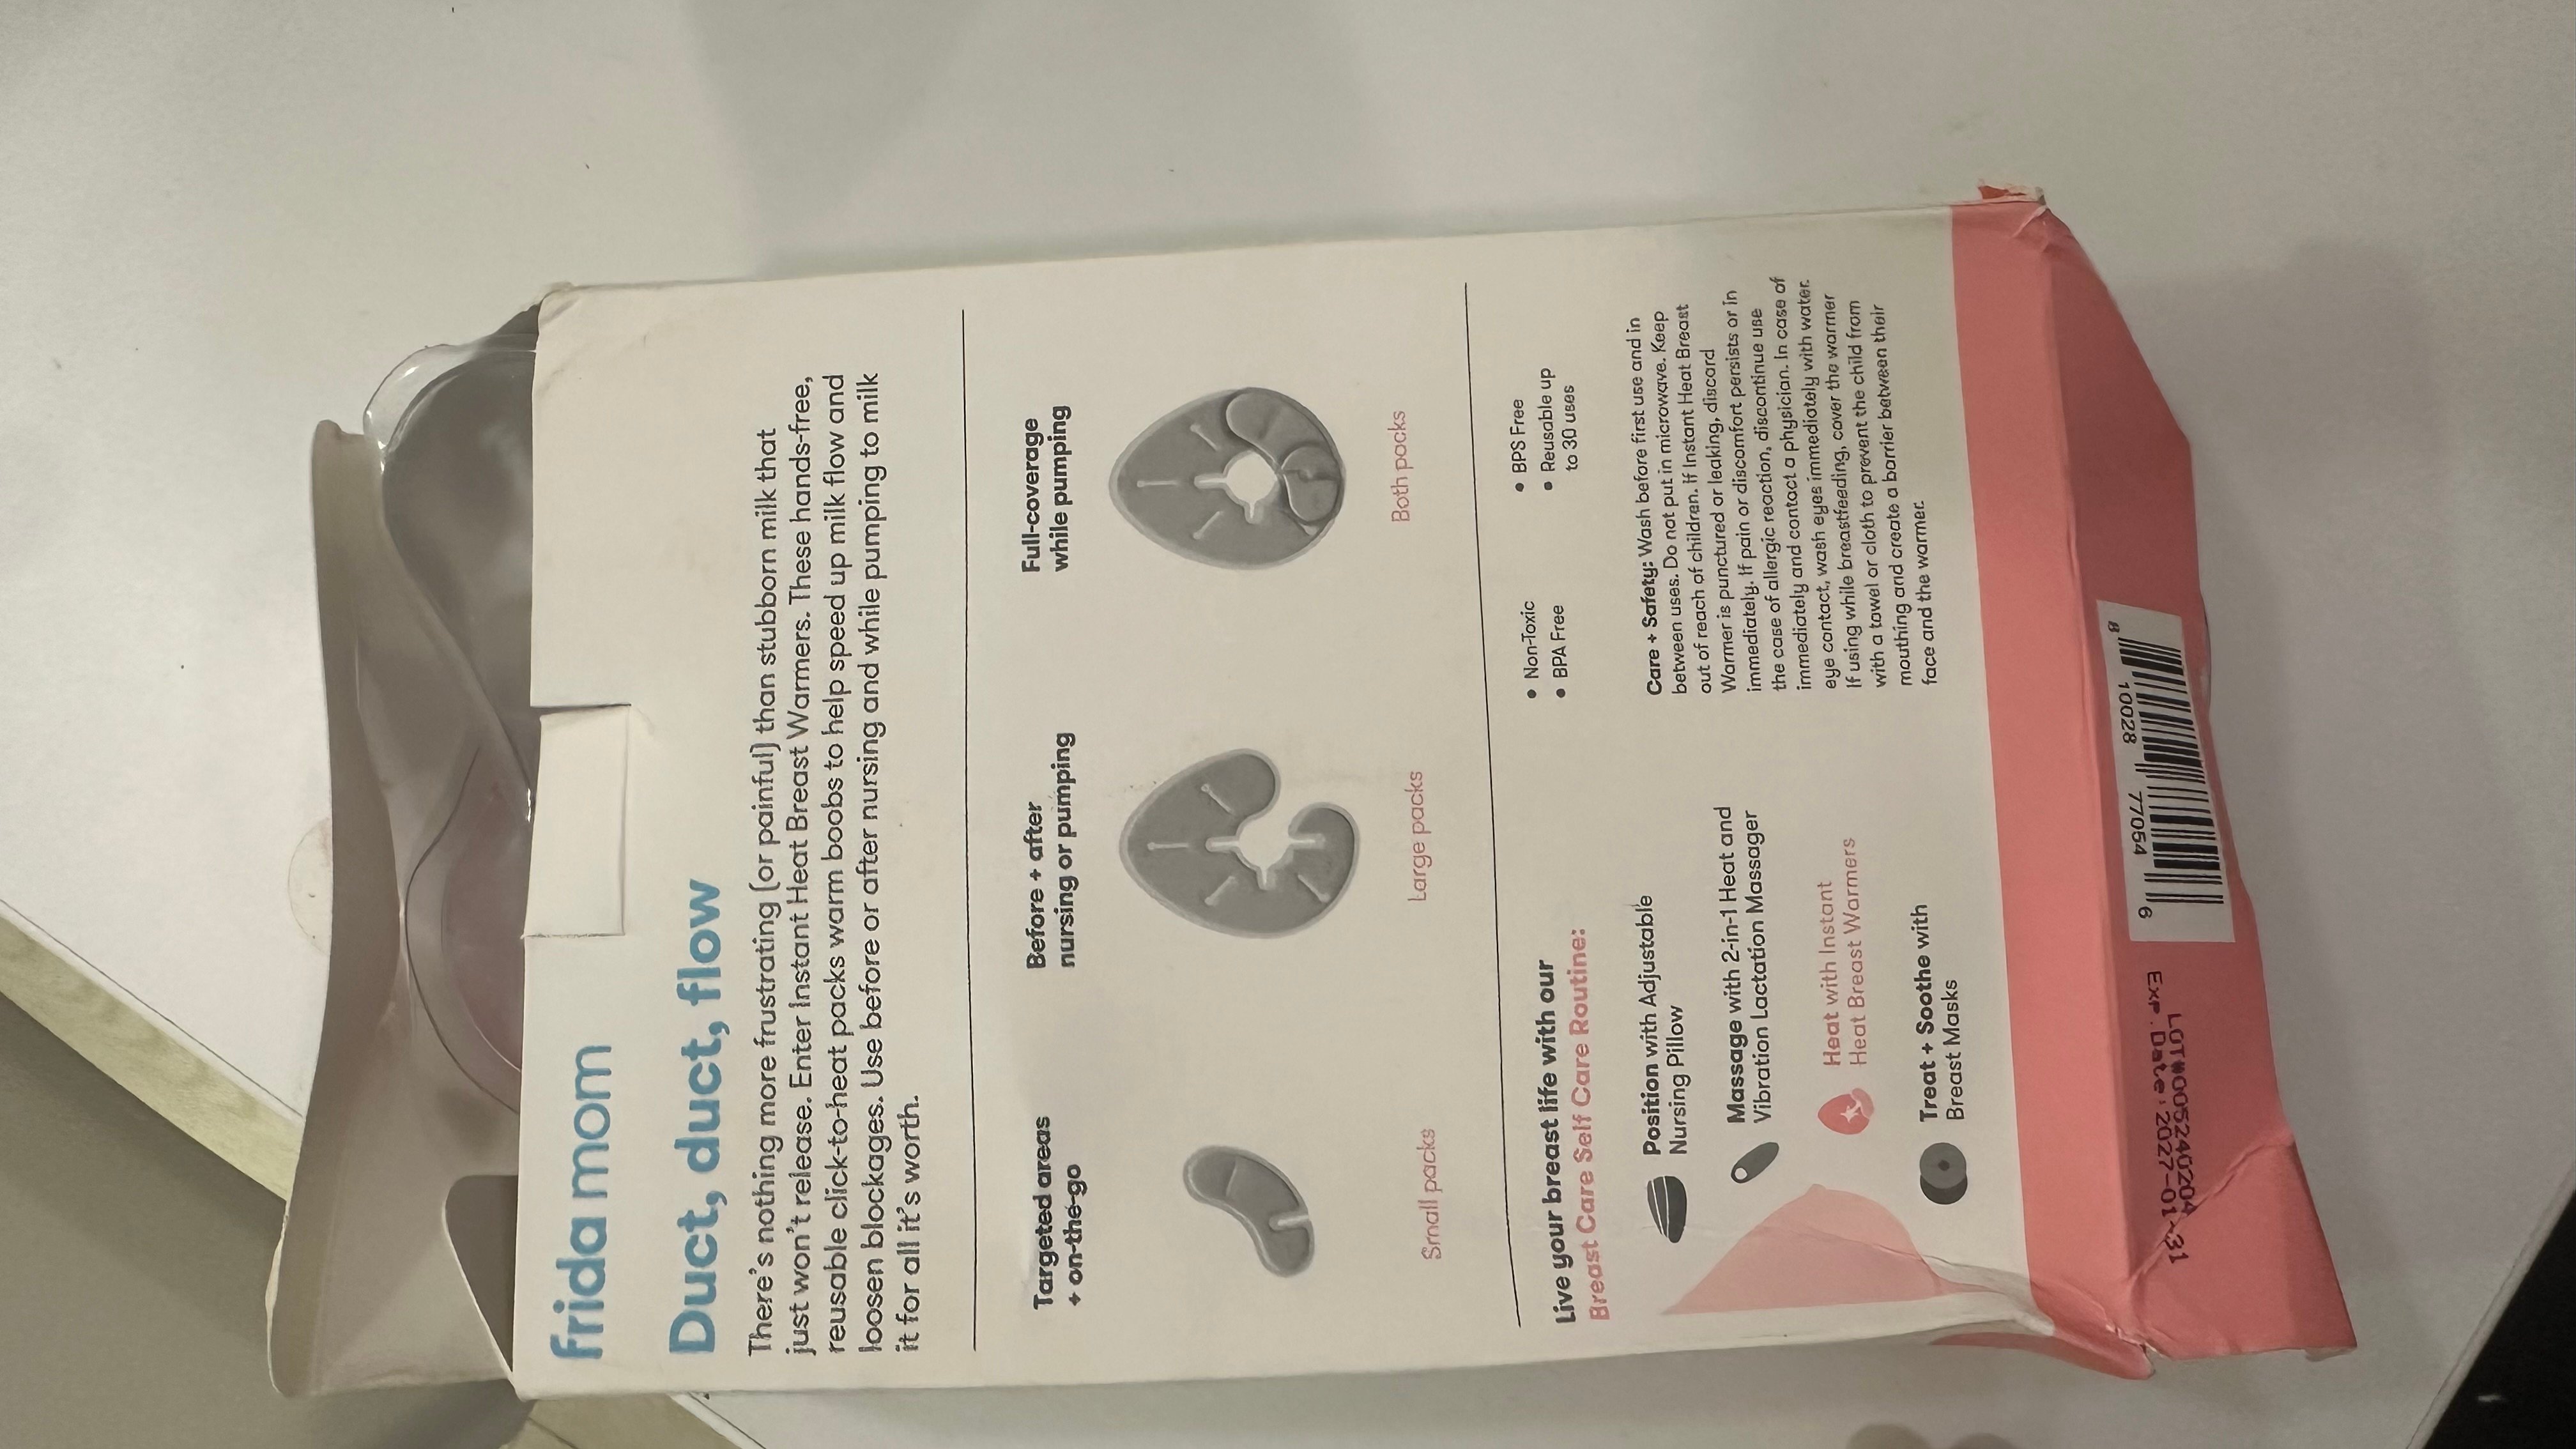 frida mom
Duct, duct, flow
There's nothing more frustrating (or painful) than stubborn milk that
just won't release. Enter Instant Heat Breast Warmers. These hands-free,
reusable click-to-heat packs warm boobs to help speed up milk flow and
loosen blockages. Use before or after nursing and while pumping to milk
it for all it's worth.
Targeted areas
+ on-the-go
Small packs
Before + after
nursing or pumping
Large packs
Full-coverage
while pumping
Both packs
Live your breast life with our
Breast Care Self Care Routine:
Position with Adjustable
Nursing Pillow
Massage with 2-in-1 Heat and
Vibration Lactation Massager
Heat with Instant
Heat Breast Warmers
Treat + Soothe with
Breast Masks
• Non-Toxic
• BPA Free
• BPS Free
• Reusable up
to 30 uses
Care + Safety: Wash before first use and in
between uses. Do not put in microwave. Keep
out of reach of children. If Instant Heat Breast
Warmer is punctured or leaking, discard
immediately. If pain or discomfort persists or in
the case of allergic reaction, discontinue use
immediately and contact a physician. In case of
eye contact, wash eyes immediately with water.
If using while breastfeeding, cover the warmer
with a towel or cloth to prevent the child from
mouthing and create a barrier between their
face and the warmer.
8 10028 77054 6
LOT#005240204
Exp. Date: 2027-01-31